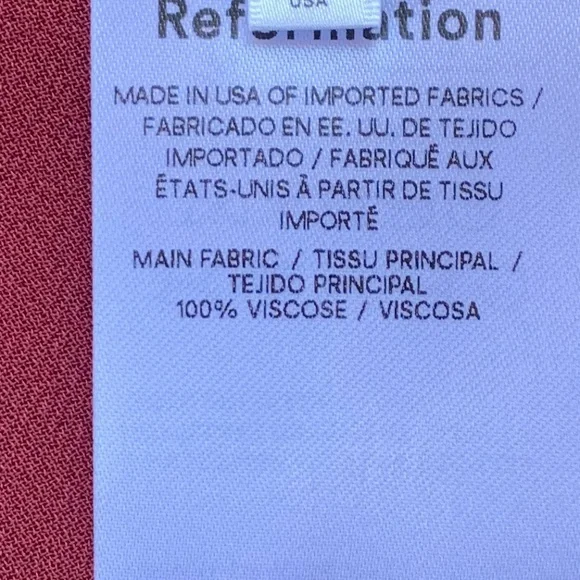 USA
Reformation
MADE IN USA OF IMPORTED FABRICS /
FABRICADO EN EE. UU. DE TEJIDO
IMPORTADO / FABRIQUÉ AUX
ÉTATS-UNIS À PARTIR DE TISSU
IMPORTÉ
MAIN FABRIC / TISSU PRINCIPAL /
TEJIDO PRINCIPAL
100% VISCOSE / VISCOSA